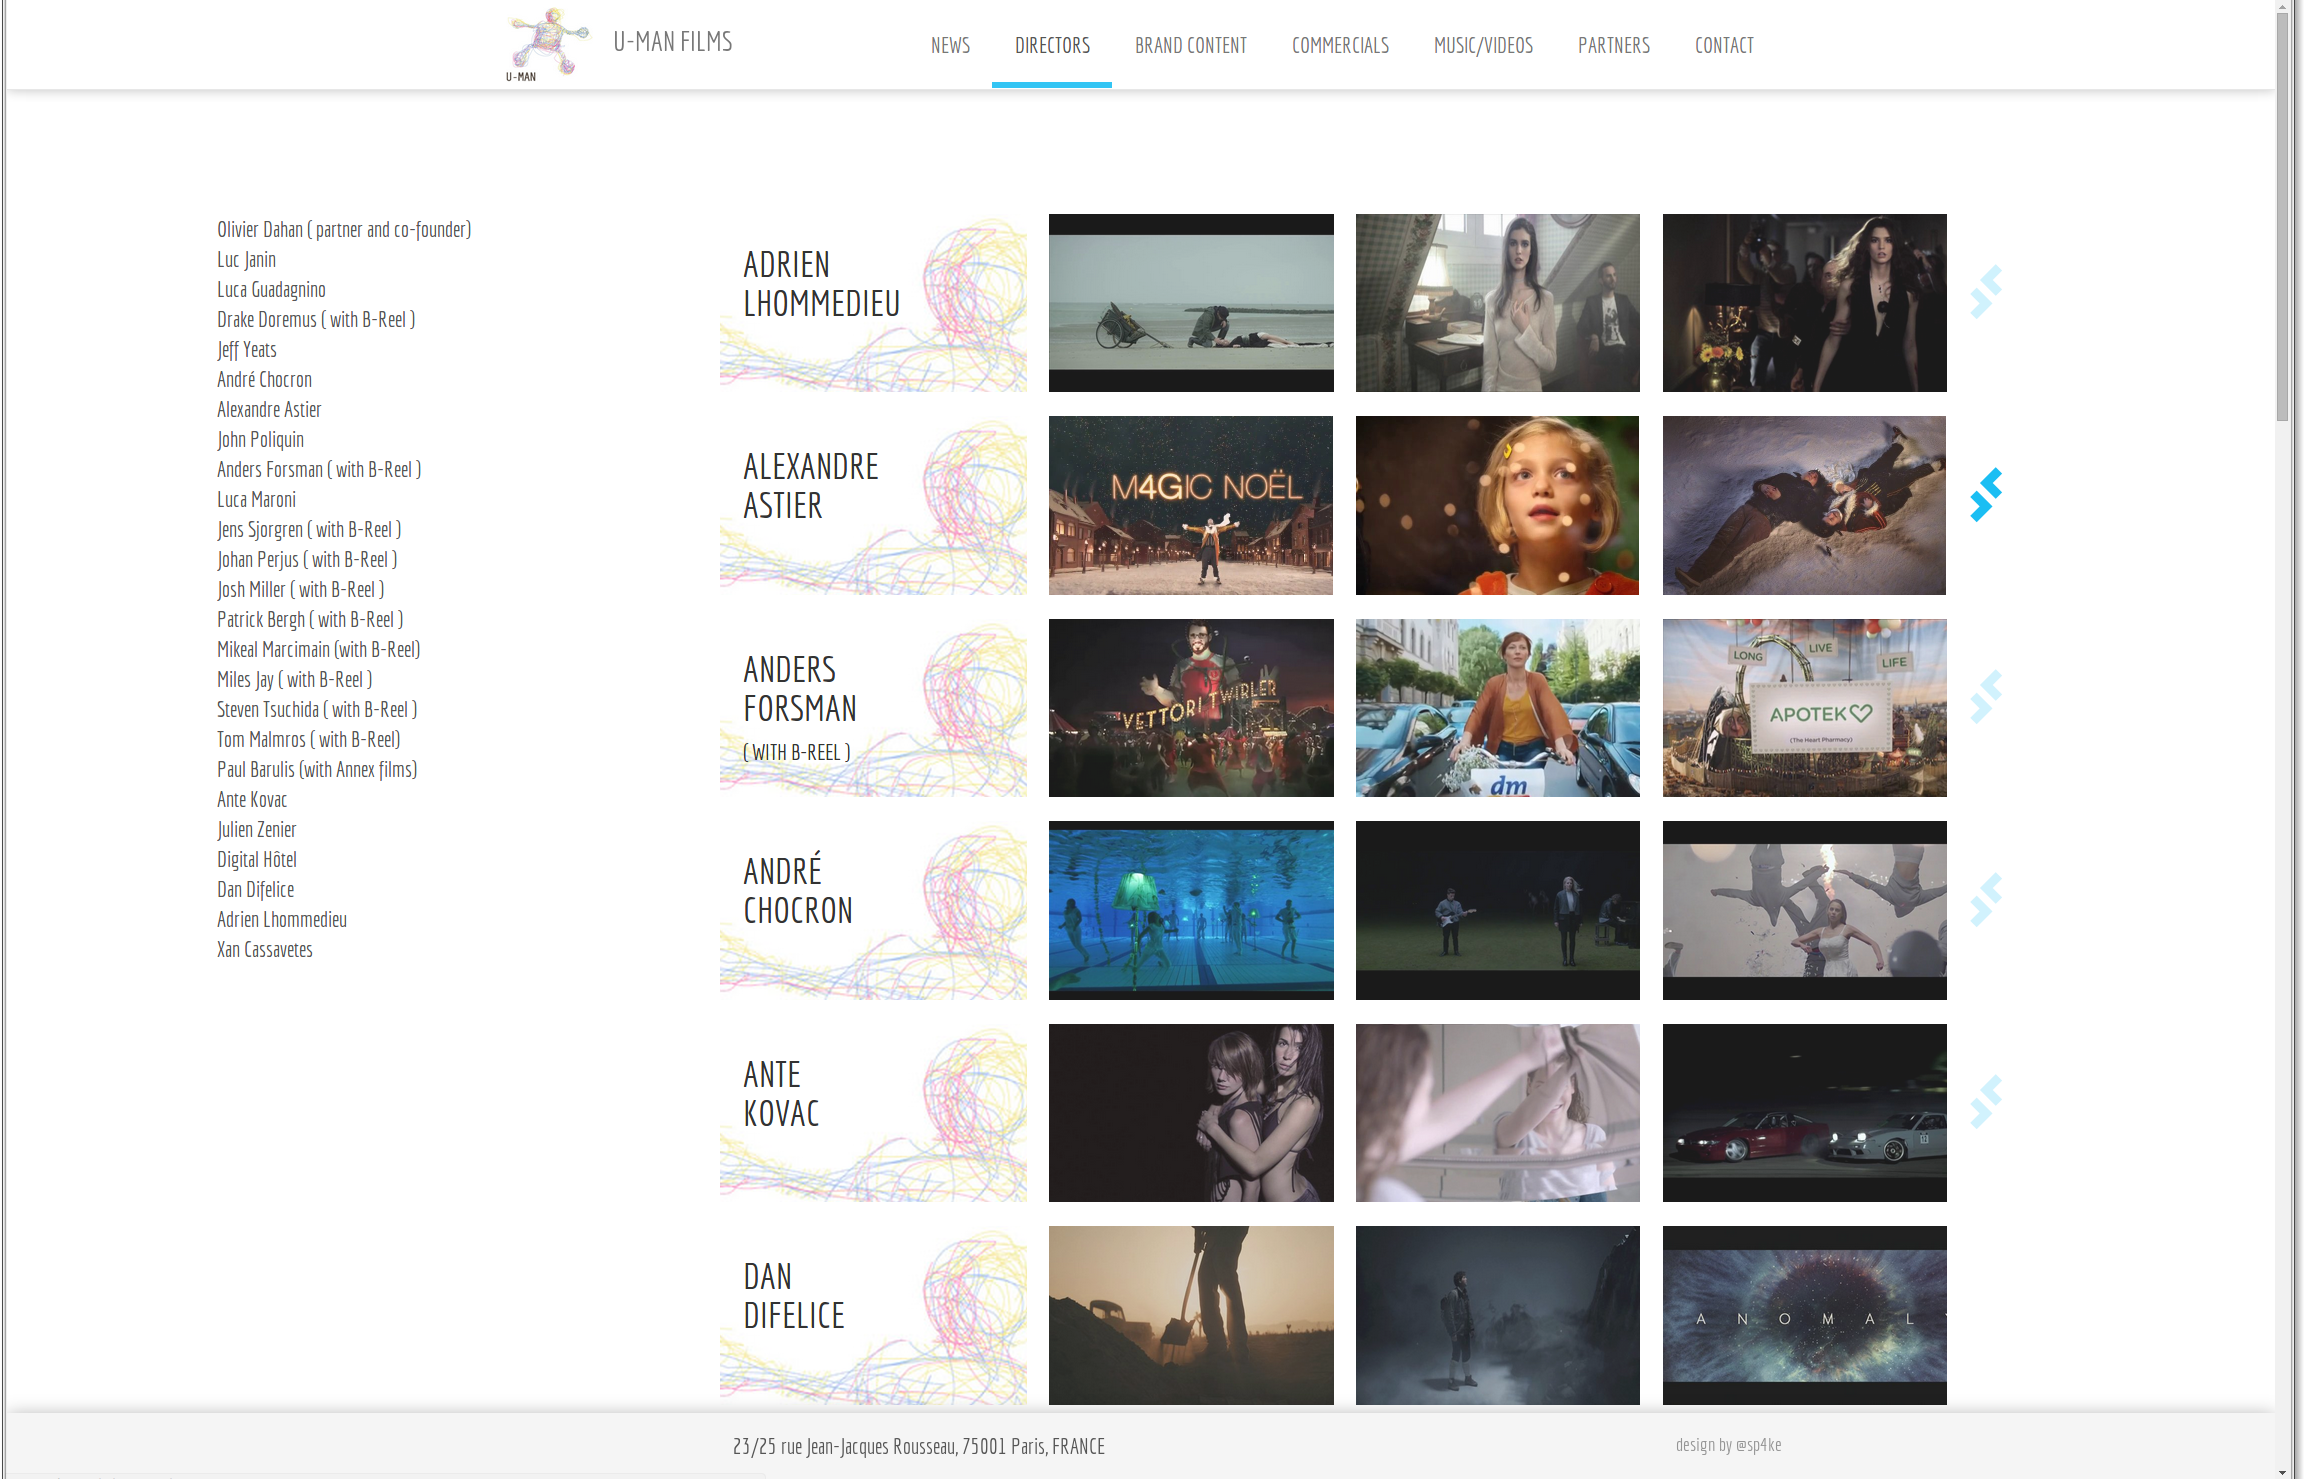 U-MAN
U-MAN FILMS
NEWS
DIRECTORS
BRAND CONTENT
COMMERCIALS
MUSIC/VIDEOS
PARTNERS
CONTACT
Olivier Dahan ( partner and co-founder)
Luc Janin
Luca Guadagnino
Drake Doremus ( with B-Reel )
Jeff Yeats
André Chocron
Alexandre Astier
John Poliquin
Anders Forsman ( with B-Reel )
Luca Maroni
Jens Sjorgren ( with B-Reel )
Johan Perjus ( with B-Reel )
Josh Miller ( with B-Reel )
Patrick Bergh ( with B-Reel )
Mikeal Marcimain (with B-Reel)
Miles Jay ( with B-Reel )
Steven Tsuchida ( with B-Reel )
Tom Malmros ( with B-Reel)
Paul Barulis (with Annex films)
Ante Kovac
Julien Zenier
Digital Hôtel
Dan Difelice
Adrien Lhommedieu
Xan Cassavetes
ADRIEN
LHOMMEDIEU
ALEXANDRE
ASTIER
M4GIC NOËL
ANDERS
FORSMAN
( WITH B-REEL )
VETTORI TWIRLER
dm
LONG
LIVE
LIFE
APOTEK
(The Heart Pharmacy)
ANDRÉ
CHOCRON
ANTE
KOVAC
DAN
DIFELICE
ANOMALY
23/25 rue Jean-Jacques Rousseau, 75001 Paris, FRANCE
design by @sp4ke